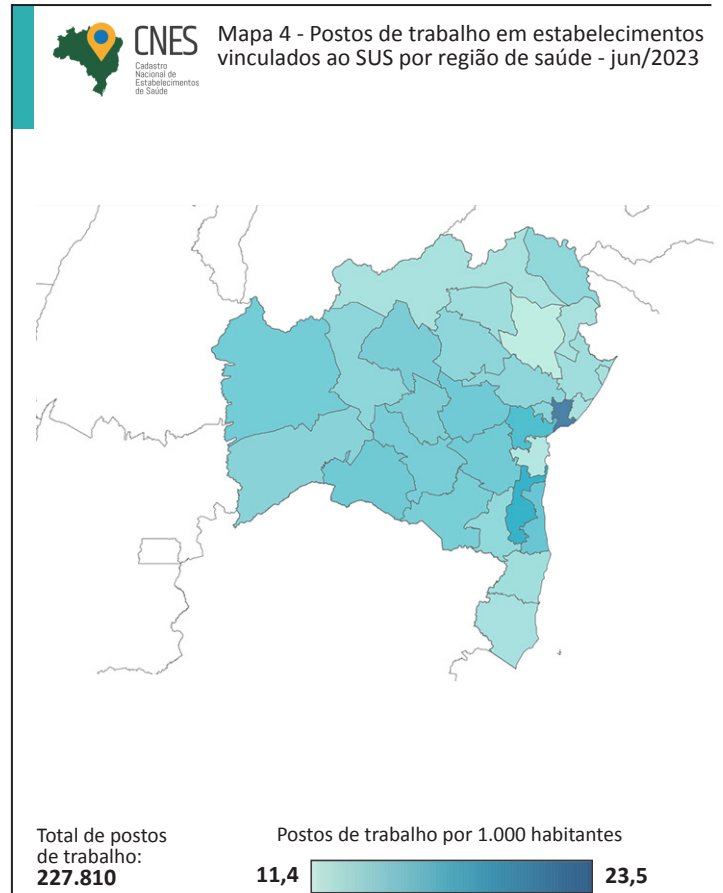 CNES
Cadastro
Nacional de
Estabelecimentos
de Saúde
Mapa 4 - Postos de trabalho em estabelecimentos
vinculados ao SUS por região de saúde - jun/2023
Total de postos
de trabalho:
227.810
Postos de trabalho por 1.000 habitantes
11,4
23,5